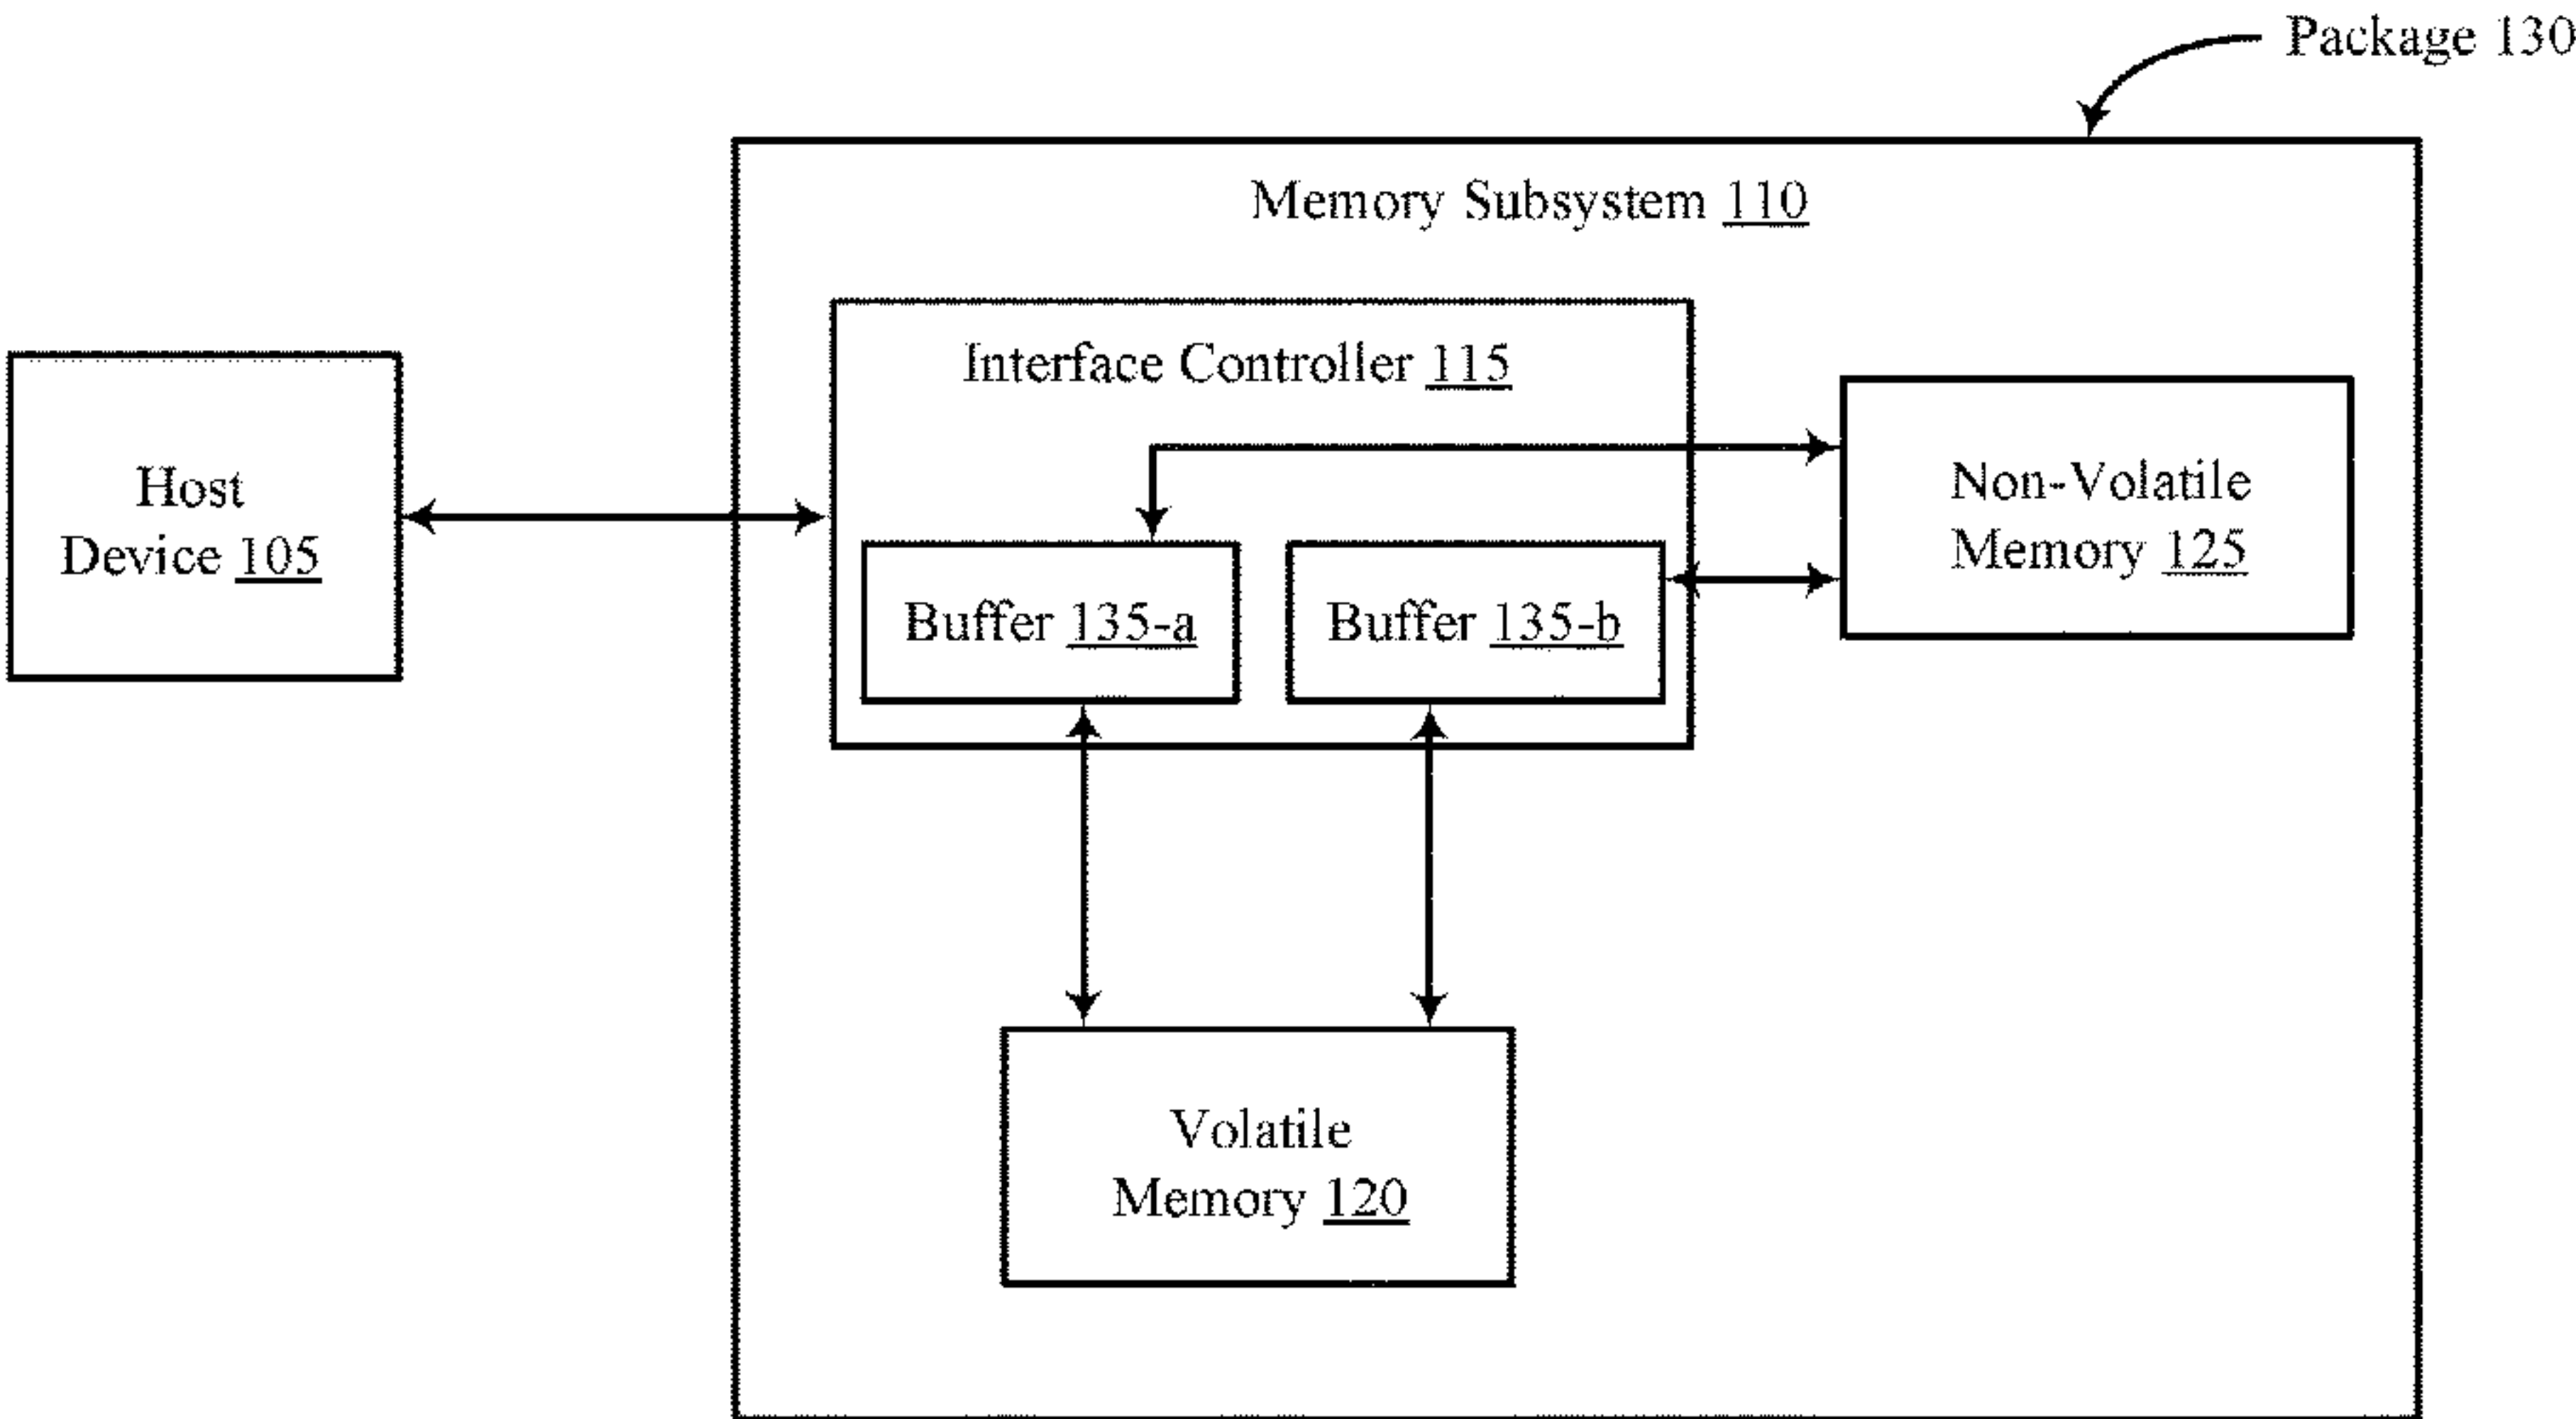 Package 130
Memory Subsystem 110
Interface Controller 115
Host
Device 105
Non-Volatile
Memory 125
Buffer 135-a
Buffer 135-b
Volatile
Memory 120